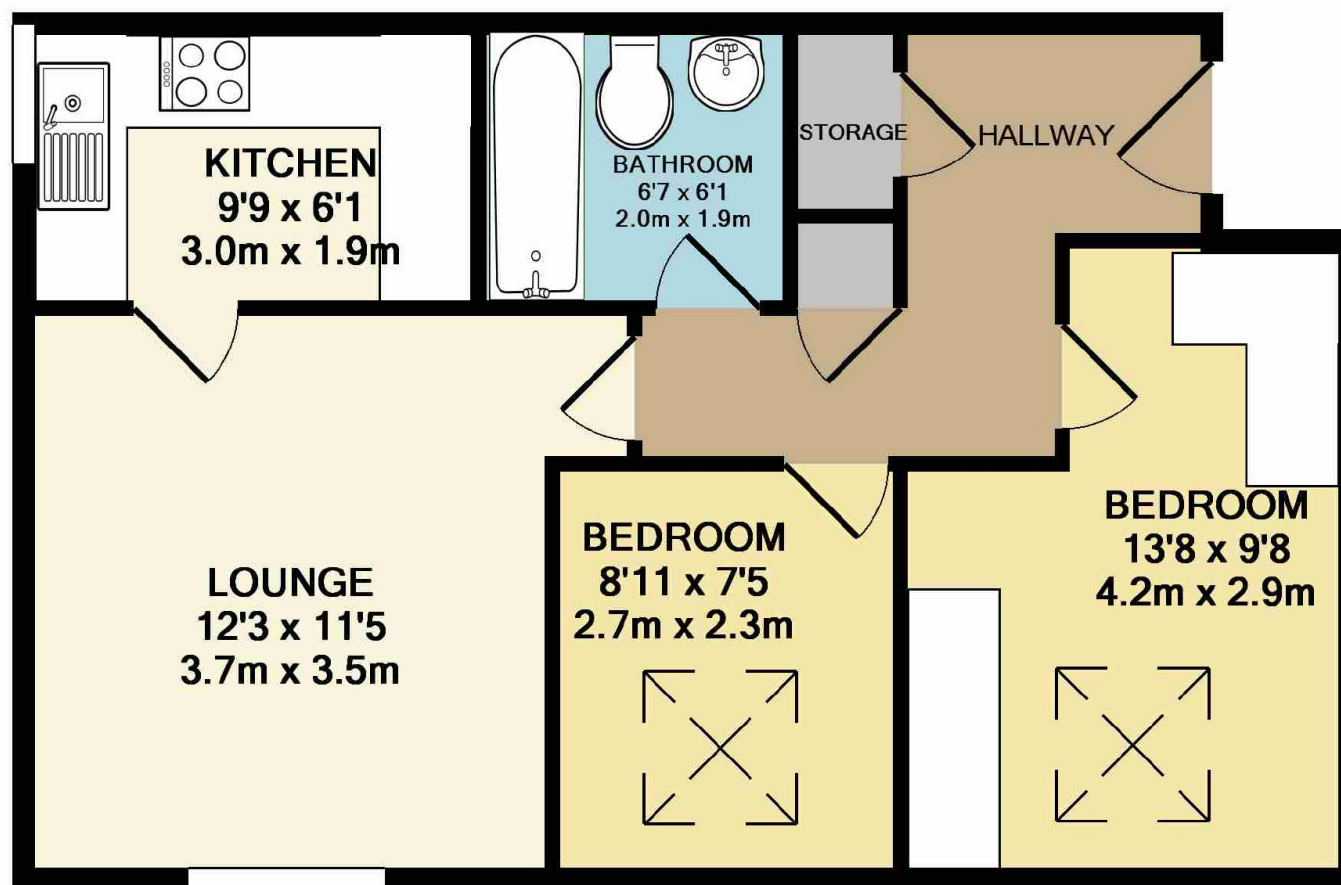 KITCHEN
9'9 x 6'1
3.0m x 1.9m
BATHROOM
6'7 x 6'1
2.0m x 1.9m
STORAGE
HALLWAY
LOUNGE
12'3 x 11'5
3.7m x 3.5m
BEDROOM
8'11 x 7'5
2.7m x 2.3m
BEDROOM
13'8 x 9'8
4.2m x 2.9m